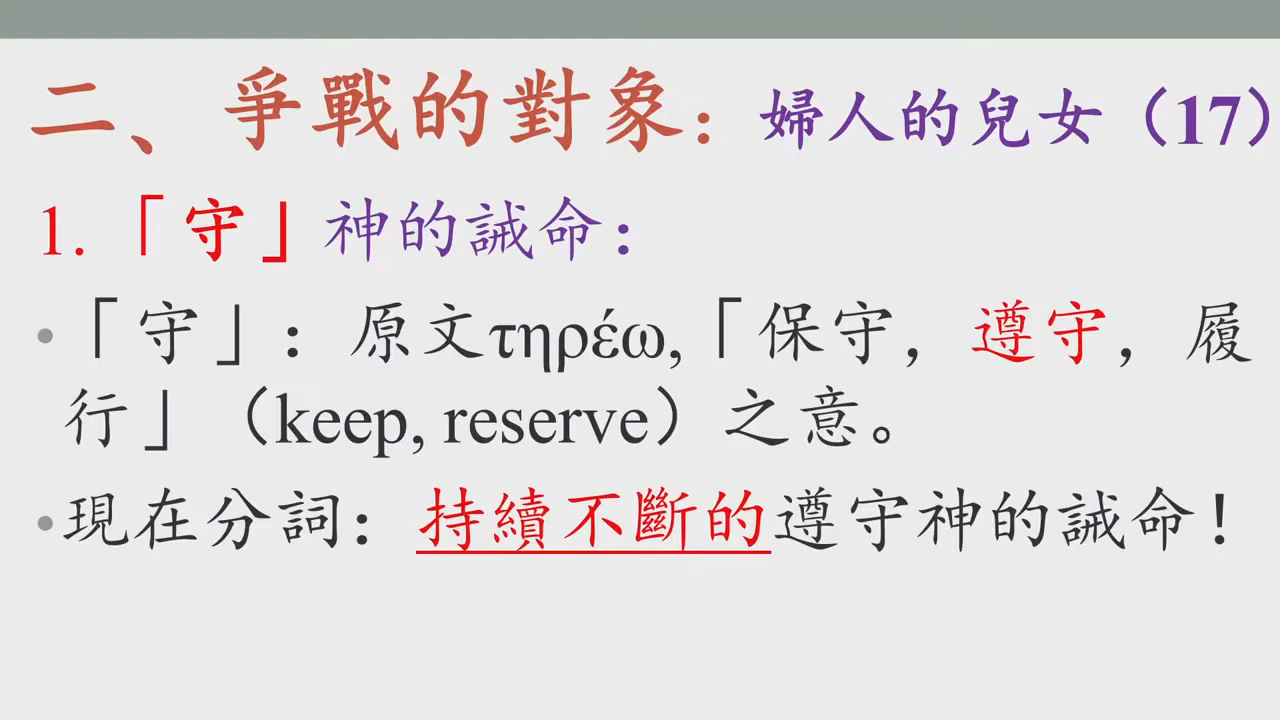 二、爭戰的對象：婦人的兒女（17）
1.「守」神的誡命：
•「守」：原文τηρέω,「保守，遵守，履
行」（keep, reserve）之意。
•現在分詞：持續不斷的遵守神的誡命！